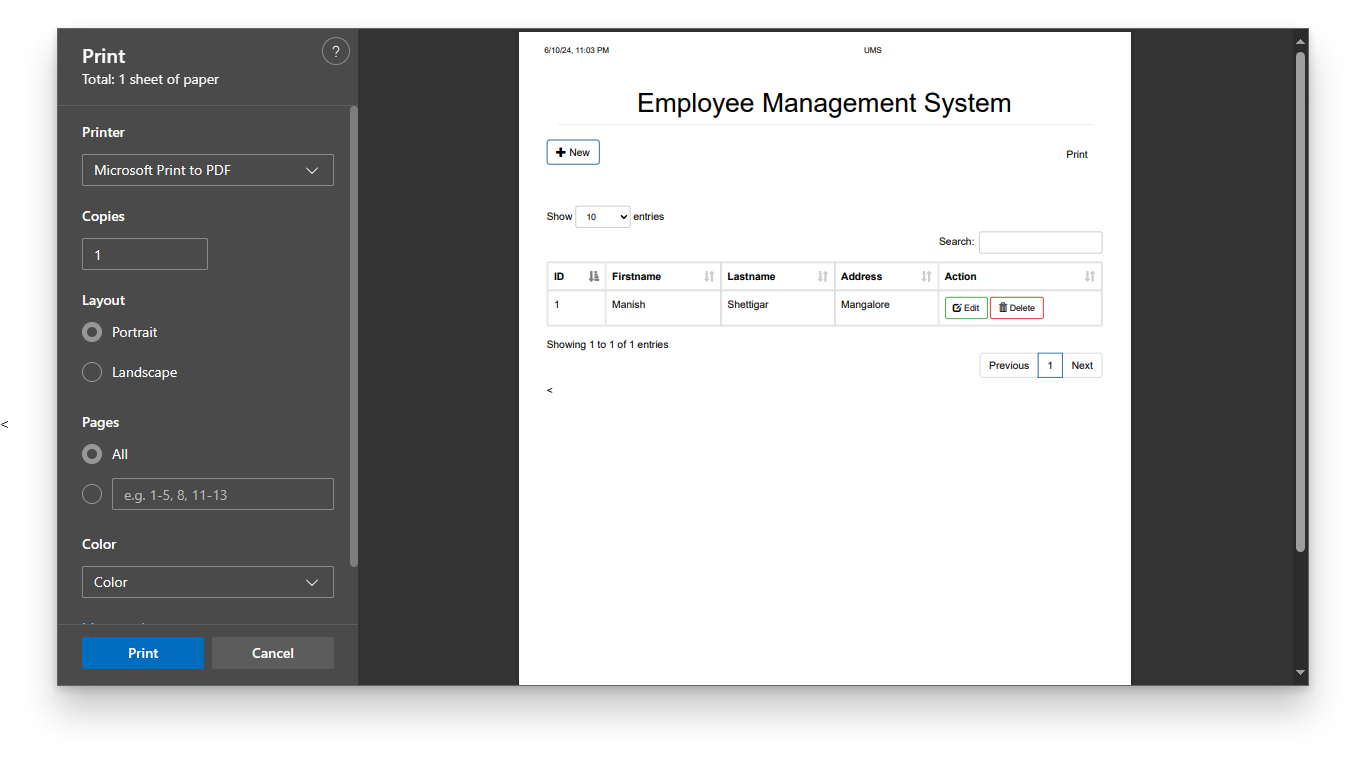 Print
?
Total: 1 sheet of paper
Printer
Microsoft Print to PDF
Copies
1
Layout
Portrait
Landscape
Pages
All
e.g. 1-5, 8, 11-13
Color
Color
Print Cancel
<
6/10/24, 11:03 PM UMS
Employee Management System
New Print
Show 10 entries
Search:
ID Firstname Lastname Address Action
1 Manish Shettigar Mangalore Edit Delete
Showing 1 to 1 of 1 entries
Previous 1 Next
<